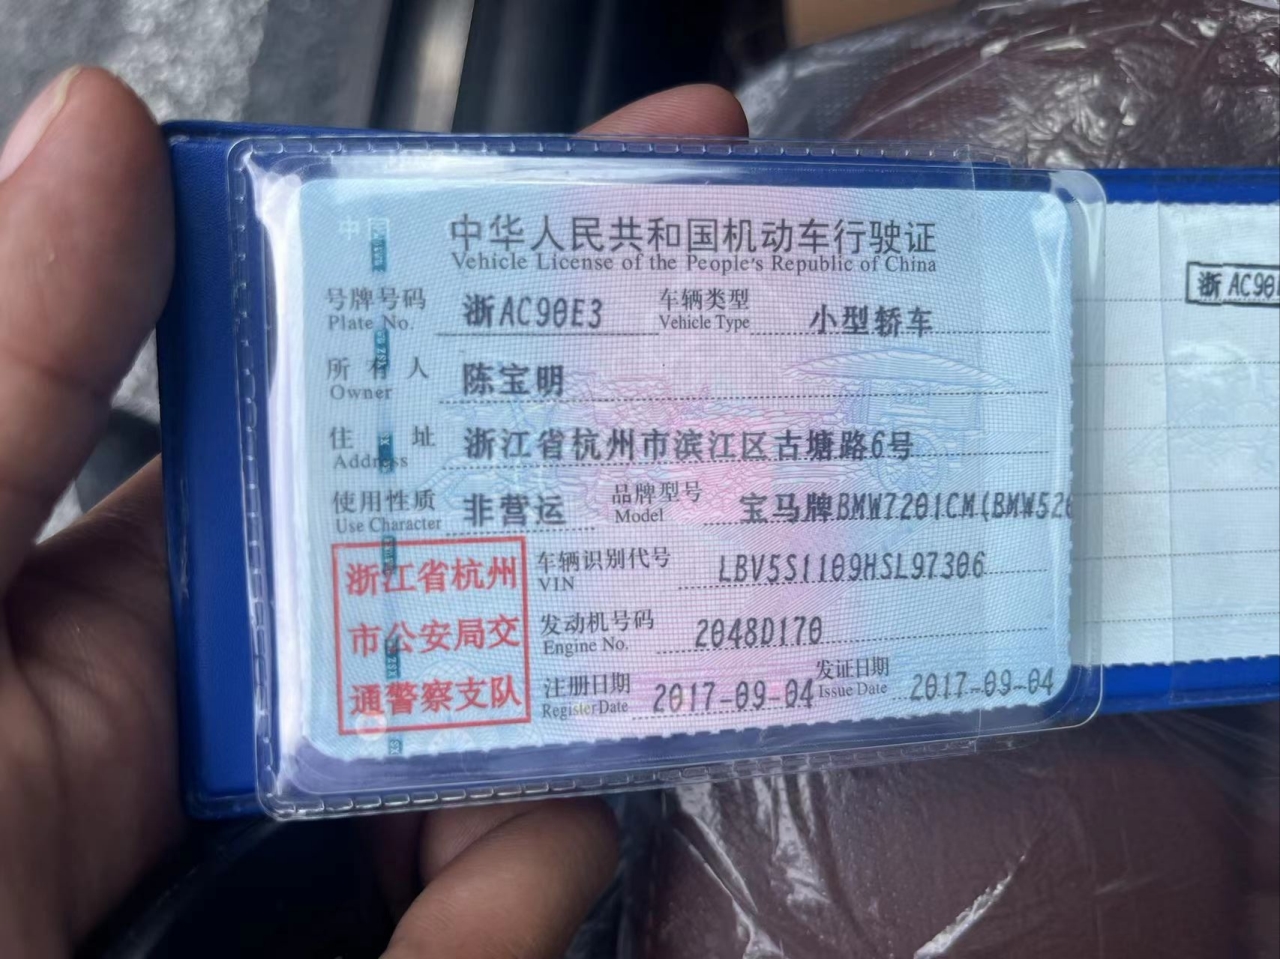 中华人民共和国机动车行驶证
Vehicle License of the People's Republic of China
号牌号码 浙AC90E3 车辆类型 小型轿车
Plate No. Vehicle Type
所有人 陈宝明
Owner
住址 浙江省杭州市滨江区古塘路6号
Address
使用性质 非营运 品牌型号 宝马牌BMW7201CM(BMW520
Use Character Model
浙江省杭州
市公安局交
通警察支队
车辆识别代号 LBV5S1109HSL97306
VIN
发动机号码 2048D170
Engine No.
注册日期 2017-09-04 发证日期 2017-09-04
Register Date Issue Date
浙AC90